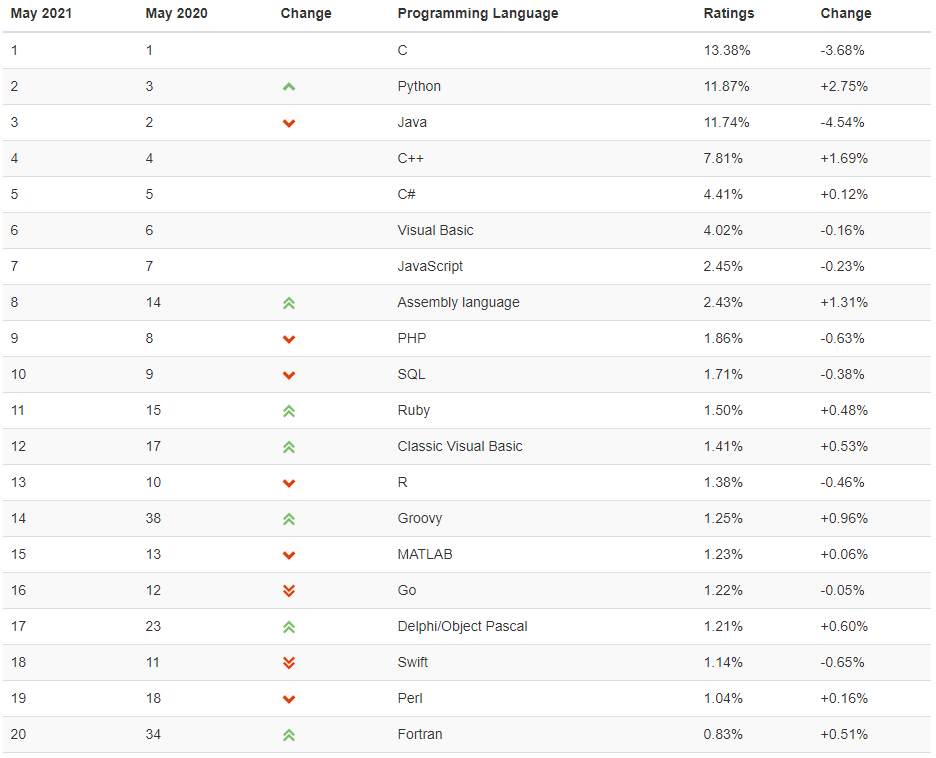 May 2021 May 2020 Change Programming Language Ratings Change
1 1 C 13.38% -3.68%
2 3 Python 11.87% +2.75%
3 2 Java 11.74% -4.54%
4 4 C++ 7.81% +1.69%
5 5 C# 4.41% +0.12%
6 6 Visual Basic 4.02% -0.16%
7 7 JavaScript 2.45% -0.23%
8 14 Assembly language 2.43% +1.31%
9 8 PHP 1.86% -0.63%
10 9 SQL 1.71% -0.38%
11 15 Ruby 1.50% +0.48%
12 17 Classic Visual Basic 1.41% +0.53%
13 10 R 1.38% -0.46%
14 38 Groovy 1.25% +0.96%
15 13 MATLAB 1.23% +0.06%
16 12 Go 1.22% -0.05%
17 23 Delphi/Object Pascal 1.21% +0.60%
18 11 Swift 1.14% -0.65%
19 18 Perl 1.04% +0.16%
20 34 Fortran 0.83% +0.51%